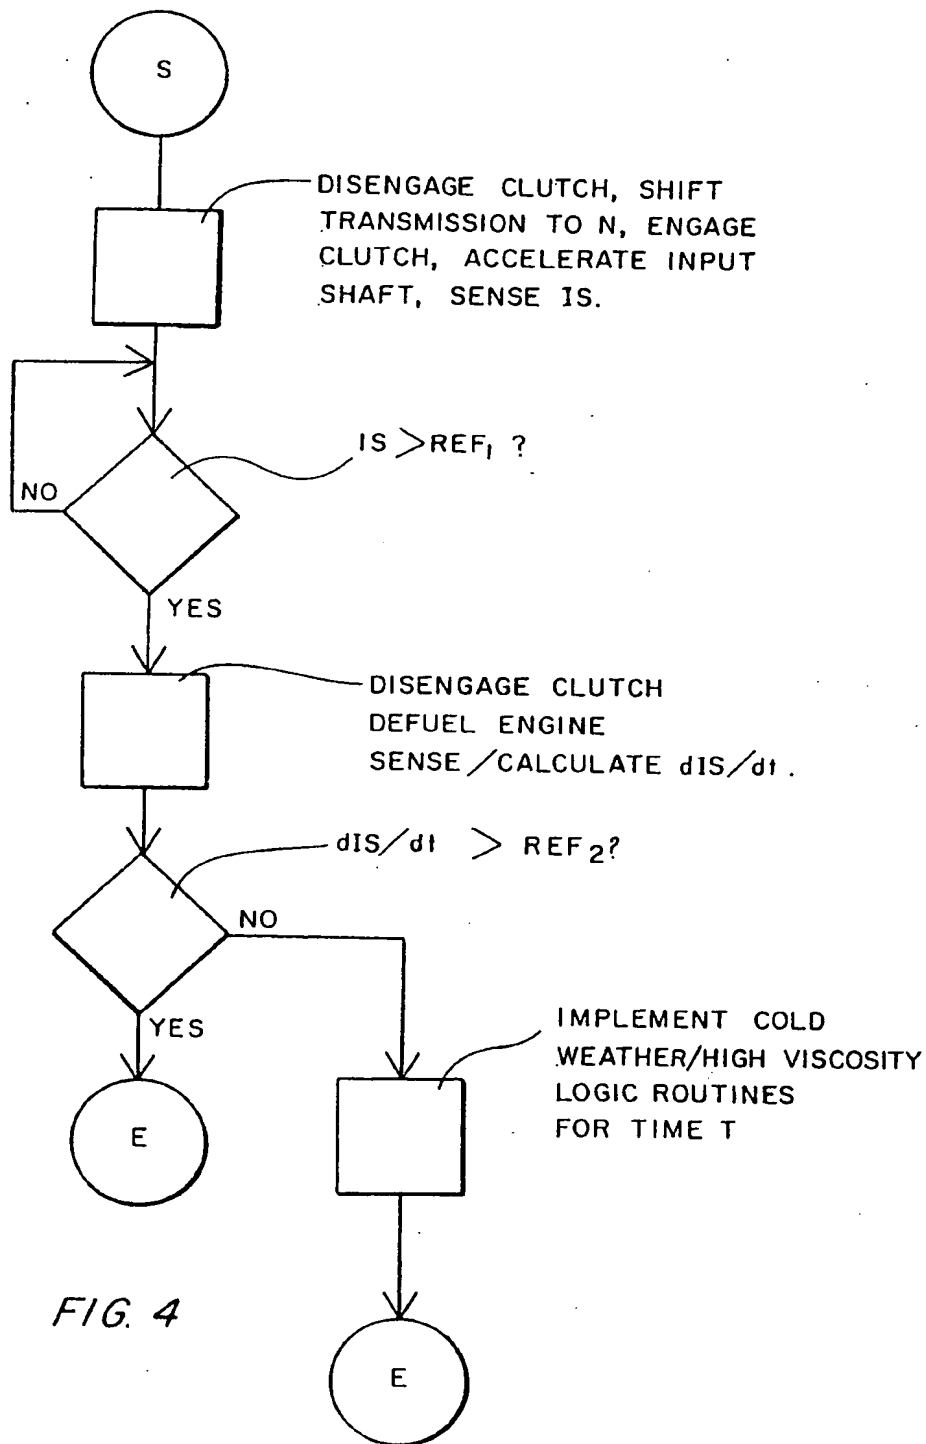 S
DISENGAGE CLUTCH, SHIFT
TRANSMISSION TO N, ENGAGE
CLUTCH, ACCELERATE INPUT
SHAFT, SENSE IS.
IS >REF₁ ?
NO
YES
DISENGAGE CLUTCH
DEFUEL ENGINE
SENSE/CALCULATE dIS/dt.
dIS/dt > REF₂?
NO
YES
IMPLEMENT COLD
WEATHER/HIGH VISCOSITY
LOGIC ROUTINES
FOR TIME T
E
FIG. 4
E